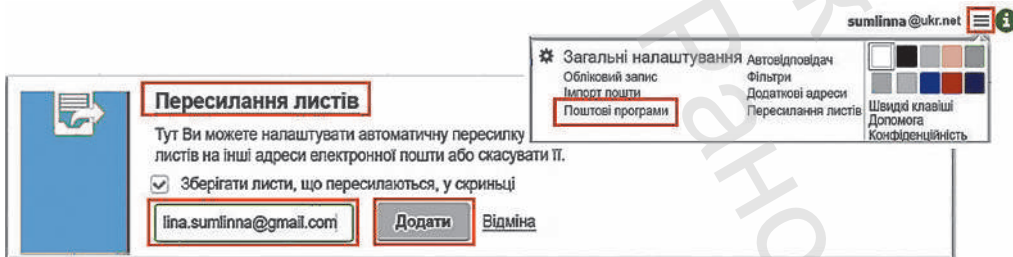 sumlinna @ukr.net
Загальні налаштування
Обліковий запис
Імпорт пошти
Поштові програми
Автовідповідач
Фільтри
Додаткові адреси
Пересилання листів
Швидкі клавіші
Допомога
Конфіденційність
Пересилання листів
Тут Ви можете налаштувати автоматичну пересилку
листів на інші адреси електронної пошти або скасувати її.
Зберігати листи, що пересилаються, у скриньці
lina.sumlinna@gmail.com
Додати
Відміна